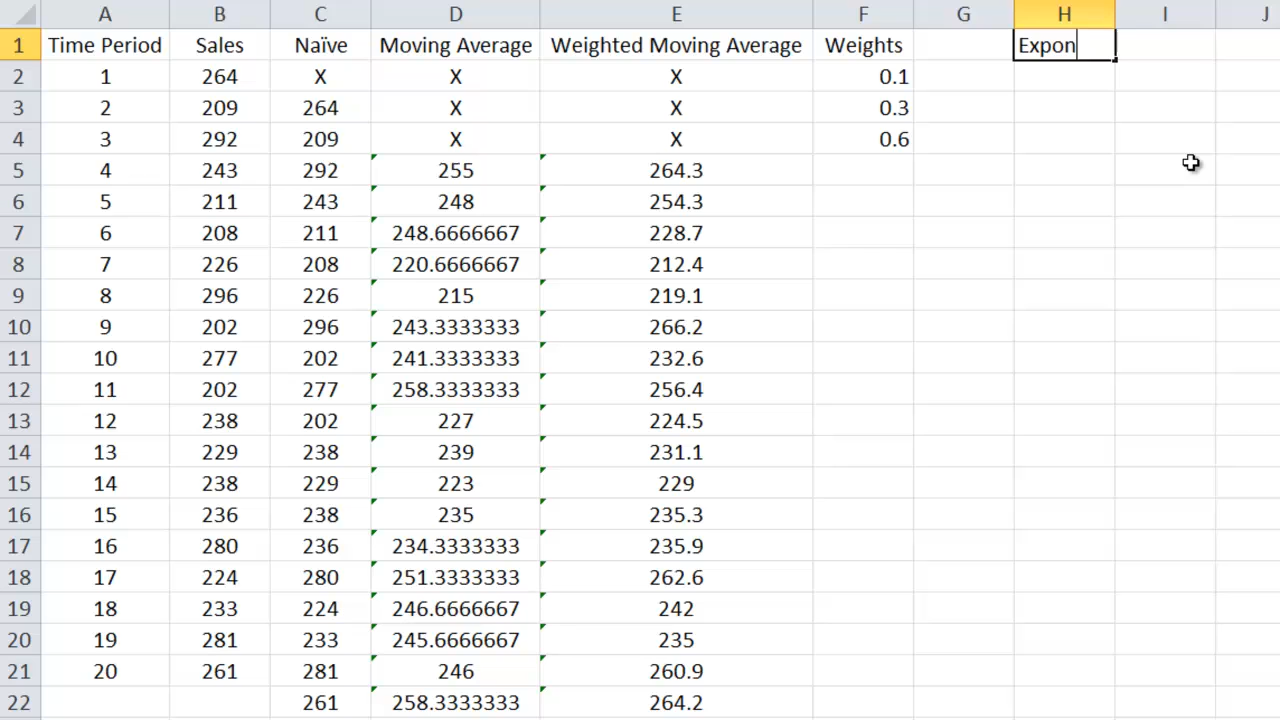 A B C D E F G H I J
1 Time Period Sales Naïve Moving Average Weighted Moving Average Weights Expon
2 1 264 X X X 0.1
3 2 209 264 X X 0.3
4 3 292 209 X X 0.6
5 4 243 292 255 264.3
6 5 211 243 248 254.3
7 6 208 211 248.6666667 228.7
8 7 226 208 220.6666667 212.4
9 8 296 226 215 219.1
10 9 202 296 243.3333333 266.2
11 10 277 202 241.3333333 232.6
12 11 202 277 258.3333333 256.4
13 12 238 202 227 224.5
14 13 229 238 239 231.1
15 14 238 229 223 229
16 15 236 238 235 235.3
17 16 280 236 234.3333333 235.9
18 17 224 280 251.3333333 262.6
19 18 233 224 246.6666667 242
20 19 281 233 245.6666667 235
21 20 261 281 246 260.9
22 261 258.3333333 264.2